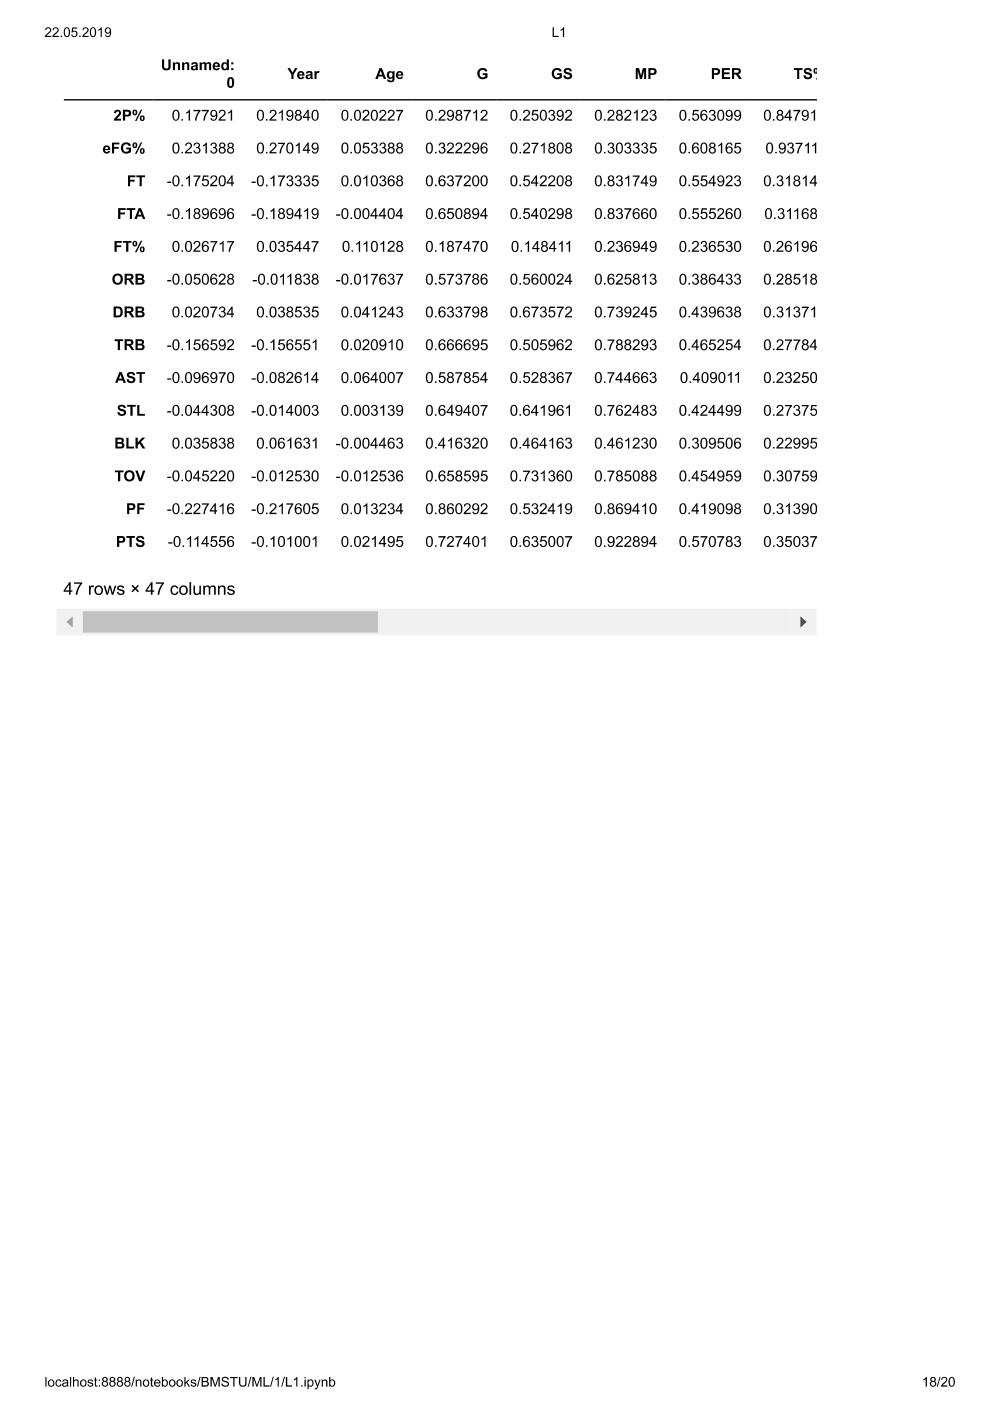 22.05.2019 L1
Unnamed: 0 Year Age G GS MP PER TS%
2P% 0.177921 0.219840 0.020227 0.298712 0.250392 0.282123 0.563099 0.84791
eFG% 0.231388 0.270149 0.053388 0.322296 0.271808 0.303335 0.608165 0.93711
FT -0.175204 -0.173335 0.010368 0.637200 0.542208 0.831749 0.554923 0.31814
FTA -0.189696 -0.189419 -0.004404 0.650894 0.540298 0.837660 0.555260 0.31168
FT% 0.026717 0.035447 0.110128 0.187470 0.148411 0.236949 0.236530 0.26196
ORB -0.050628 -0.011838 -0.017637 0.573786 0.560024 0.625813 0.386433 0.28518
DRB 0.020734 0.038535 0.041243 0.633798 0.673572 0.739245 0.439638 0.31371
TRB -0.156592 -0.156551 0.020910 0.666695 0.505962 0.788293 0.465254 0.27784
AST -0.096970 -0.082614 0.064007 0.587854 0.528367 0.744663 0.409011 0.23250
STL -0.044308 -0.014003 0.003139 0.649407 0.641961 0.762483 0.424499 0.27375
BLK 0.035838 0.061631 -0.004463 0.416320 0.464163 0.461230 0.309506 0.22995
TOV -0.045220 -0.012530 -0.012536 0.658595 0.731360 0.785088 0.454959 0.30759
PF -0.227416 -0.217605 0.013234 0.860292 0.532419 0.869410 0.419098 0.31390
PTS -0.114556 -0.101001 0.021495 0.727401 0.635007 0.922894 0.570783 0.35037
47 rows × 47 columns
localhost:8888/notebooks/BMSTU/ML/1/L1.ipynb 18/20